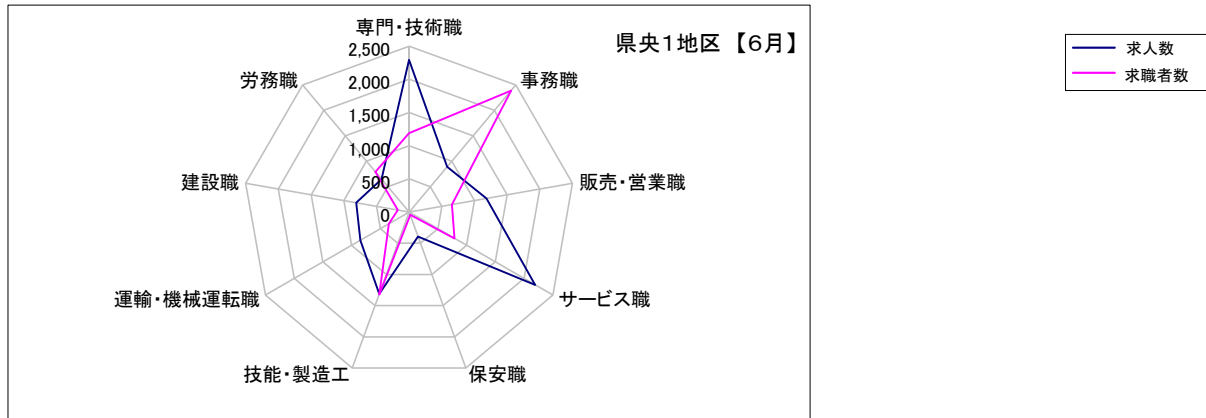 専門・技術職
県央1地区 【6月】
求人数
求職者数
2,500
2,000
1,500
1,000
500
0
事務職
販売・営業職
サービス職
保安職
技能・製造工
運輸・機械運転職
建設職
労務職